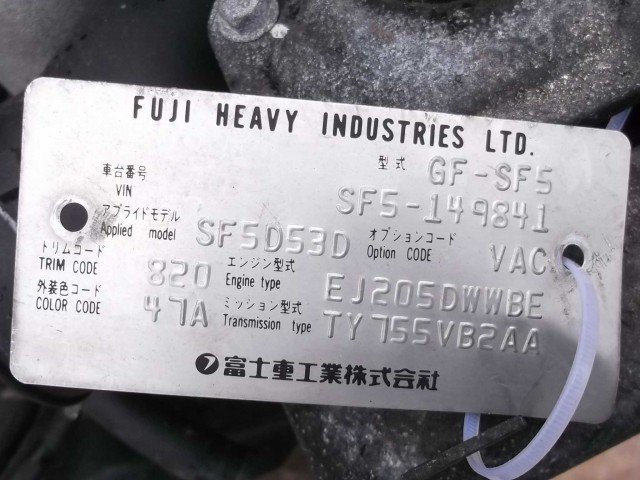 FUJI HEAVY INDUSTRIES LTD.
型式 GF-SF5
車台番号 VIN SF5-149841
アプライドモデル Applied model SF5D53D オプションコード Option code VAC
トリムコード TRIM CODE 820 エンジン型式 Engine type EJ205DWWBE
外装色コード COLOR CODE 47A ミッション型式 Transmission type TY755VB2AA
富士重工業株式会社